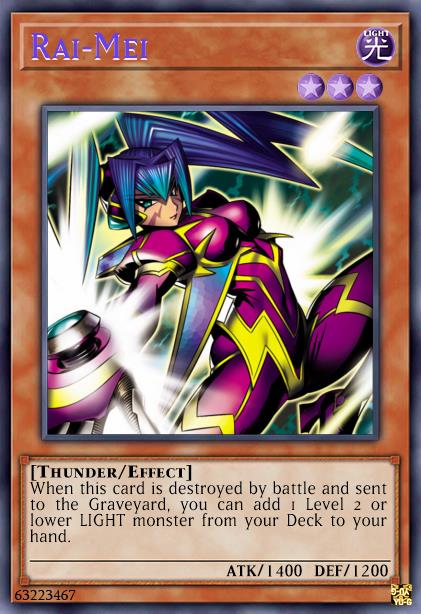 Rai-Mei
LIGHT
光
[Thunder/Effect]
When this card is destroyed by battle and sent
to the Graveyard, you can add 1 Level 2 or
lower LIGHT monster from your Deck to your
hand.
ATK/1400 DEF/1200
63223467